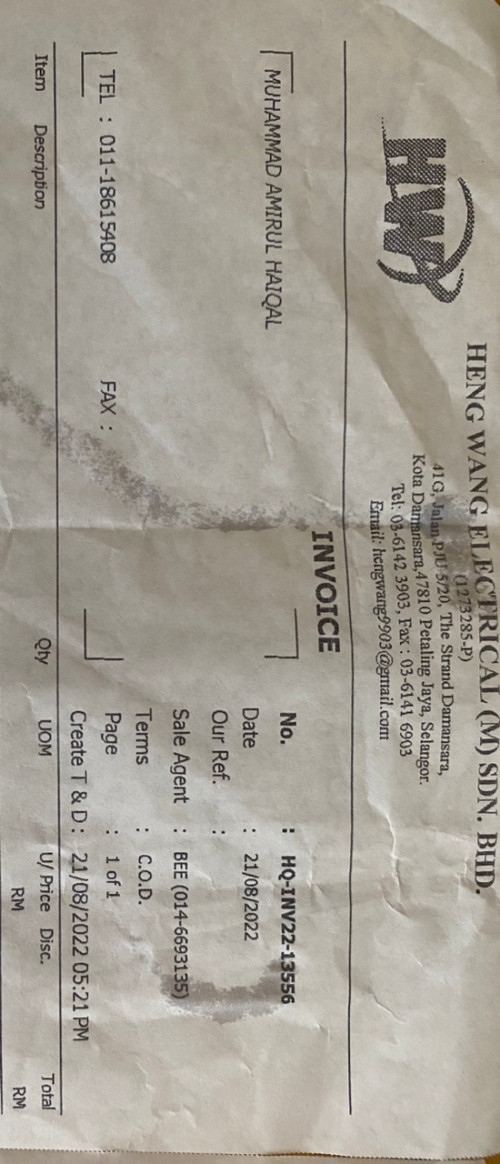 HW
HENG WANG ELECTRICAL (M) SDN. BHD.
(1273285-P)
41G, Jalan PJU 5/20, The Strand Damansara,
Kota Damansara,47810 Petaling Jaya, Selangor.
Tel: 03-6142 3903, Fax : 03-6141 6903
Email: hengwang9903@gmail.com
INVOICE
MUHAMMAD AMIRUL HAIQAL
TEL : 011-18615408 FAX :
No. : HQ-INV22-13556
Date : 21/08/2022
Our Ref. :
Sale Agent : BEE (014-6693135)
Terms : C.O.D.
Page : 1 of 1
Create T & D : 21/08/2022 05:21 PM
Item Description Qty UOM U/ Price Disc. Total
RM RM